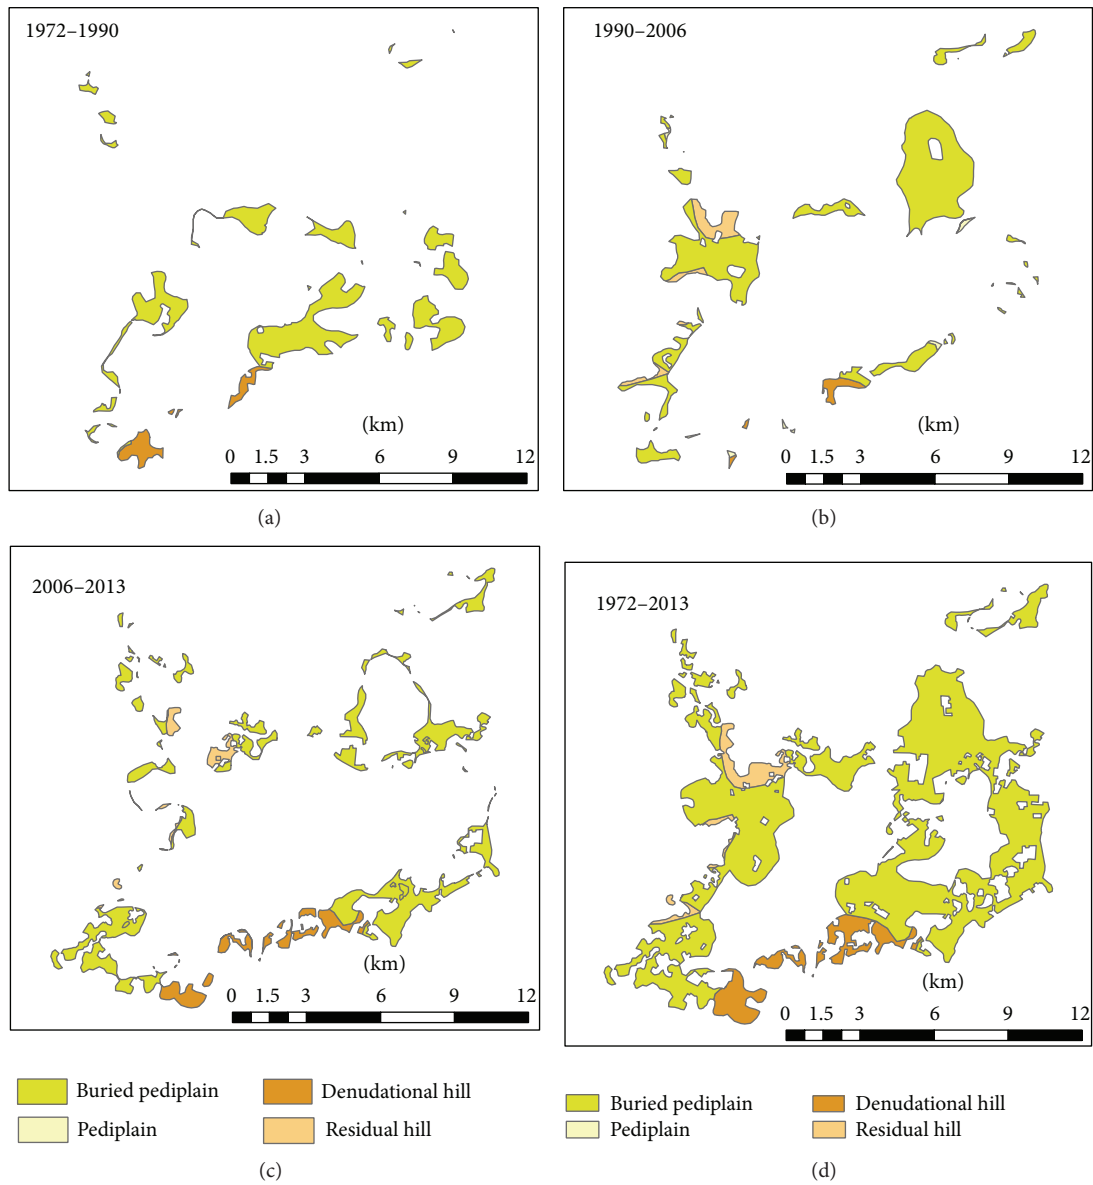 1972–1990
(km)
0 1.5 3 6 9 12
(a)
1990–2006
(km)
0 1.5 3 6 9 12
(b)
2006–2013
(km)
0 1.5 3 6 9 12
Buried pediplain Denudational hill
Pediplain Residual hill
(c)
1972–2013
(km)
0 1.5 3 6 9 12
Buried pediplain Denudational hill
Pediplain Residual hill
(d)